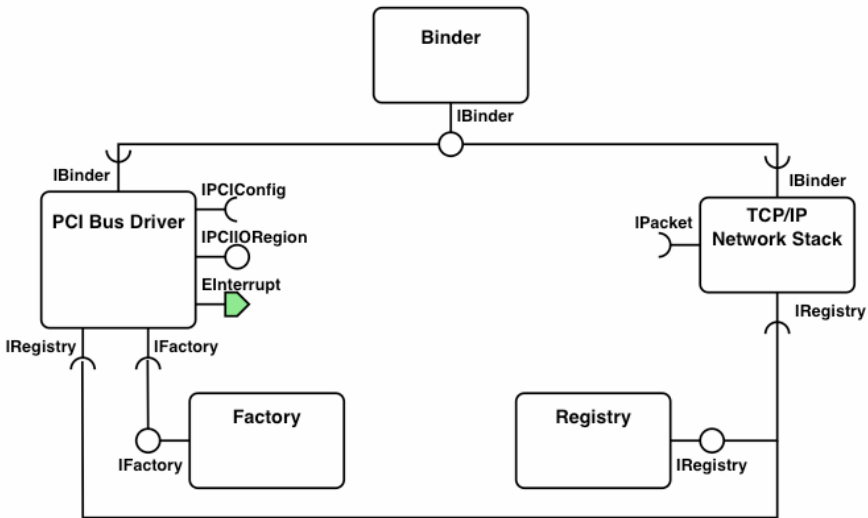 Binder
IBinder
IBinder
IBinder
IPCIConfig
PCI Bus Driver
IPCIIORegion
EInterrupt
IPacket
TCP/IP
Network Stack
IRegistry
IRegistry
IFactory
Factory
Registry
IFactory
IRegistry